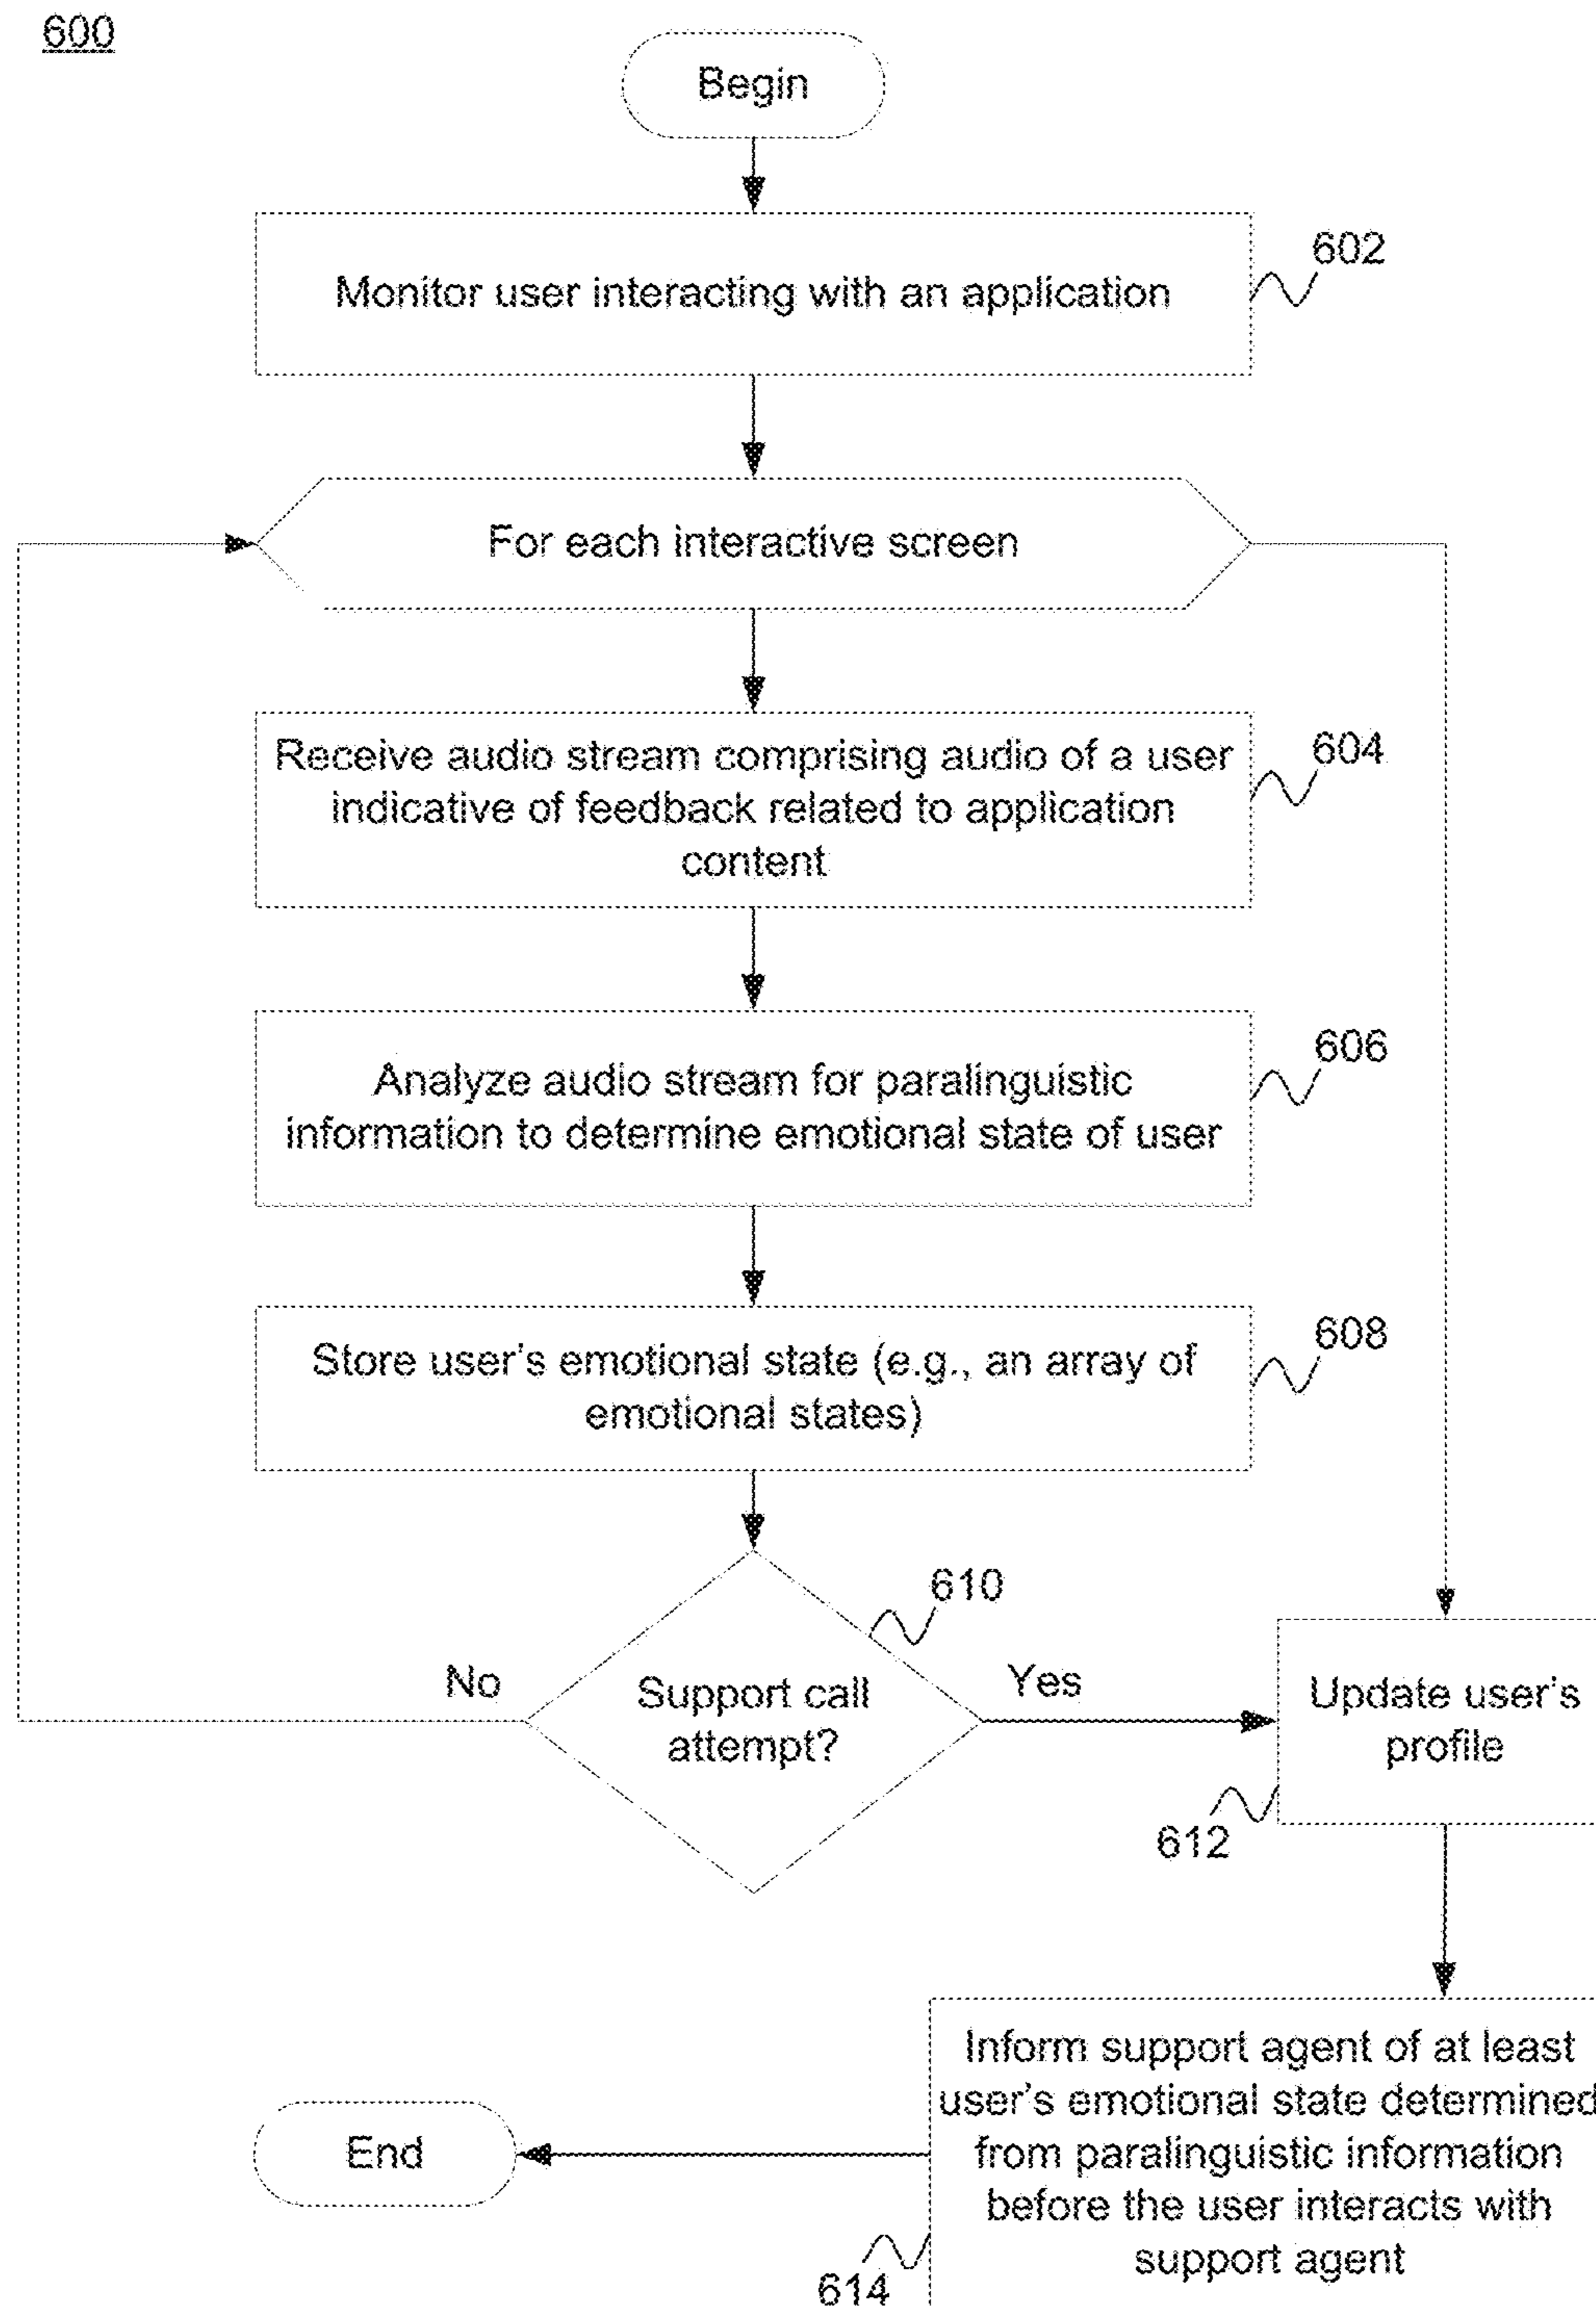 600
Begin
Monitor user interacting with an application
602
For each interactive screen
Receive audio stream comprising audio of a user
indicative of feedback related to application
content
604
Analyze audio stream for paralinguistic
information to determine emotional state of user
606
Store user's emotional state (e.g., an array of
emotional states)
608
Support call
attempt?
610
No
Yes
Update user's
profile
612
Inform support agent of at least
user's emotional state determined
from paralinguistic information
before the user interacts with
support agent
614
End